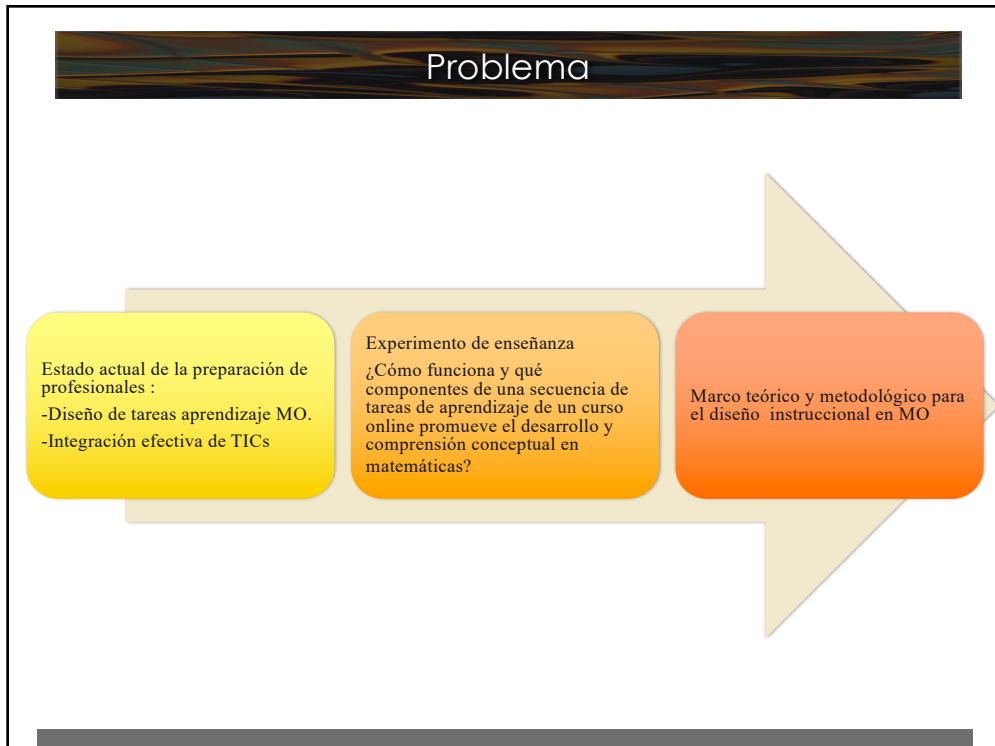 Problema
Estado actual de la preparación de
profesionales :
-Diseño de tareas aprendizaje MO.
-Integración efectiva de TICs
Experimento de enseñanza
¿Cómo funciona y qué
componentes de una secuencia de
tareas de aprendizaje de un curso
online promueve el desarrollo y
comprensión conceptual en
matemáticas?
Marco teórico y metodológico para
el diseño instruccional en MO